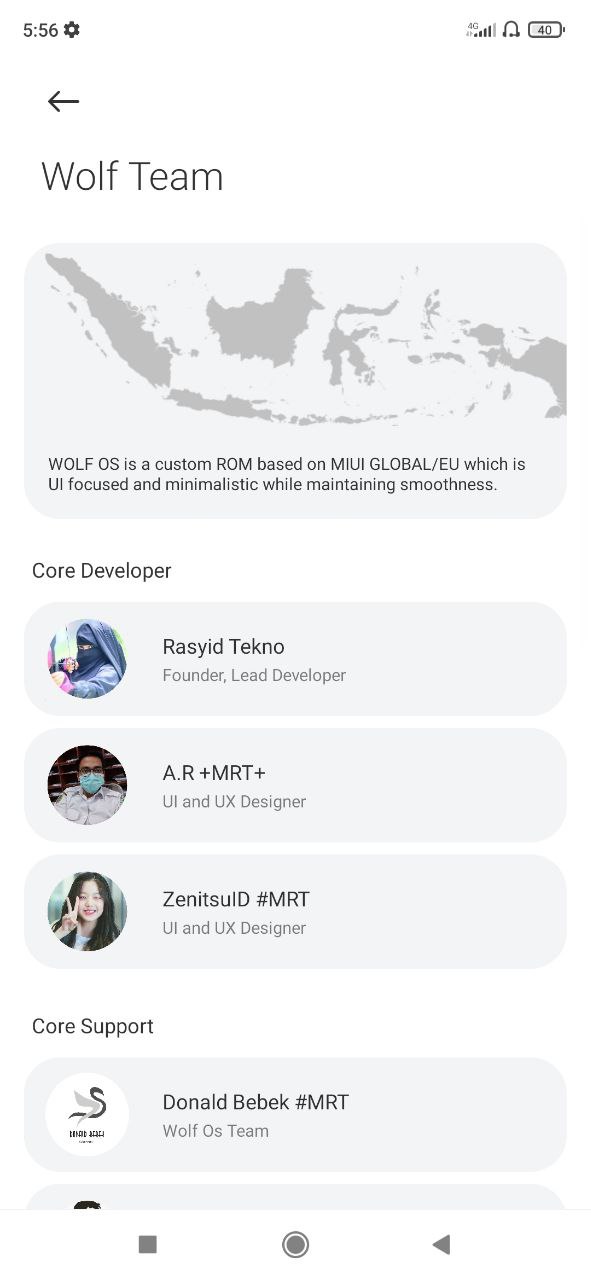 5:56
4G
40
Wolf Team
WOLF OS is a custom ROM based on MIUI GLOBAL/EU which is
UI focused and minimalistic while maintaining smoothness.
Core Developer
Rasyid Tekno
Founder, Lead Developer
A.R +MRT+
UI and UX Designer
ZenitsuID #MRT
UI and UX Designer
Core Support
Donald Bebek #MRT
DONALD BEBEK
Wolf Os Team